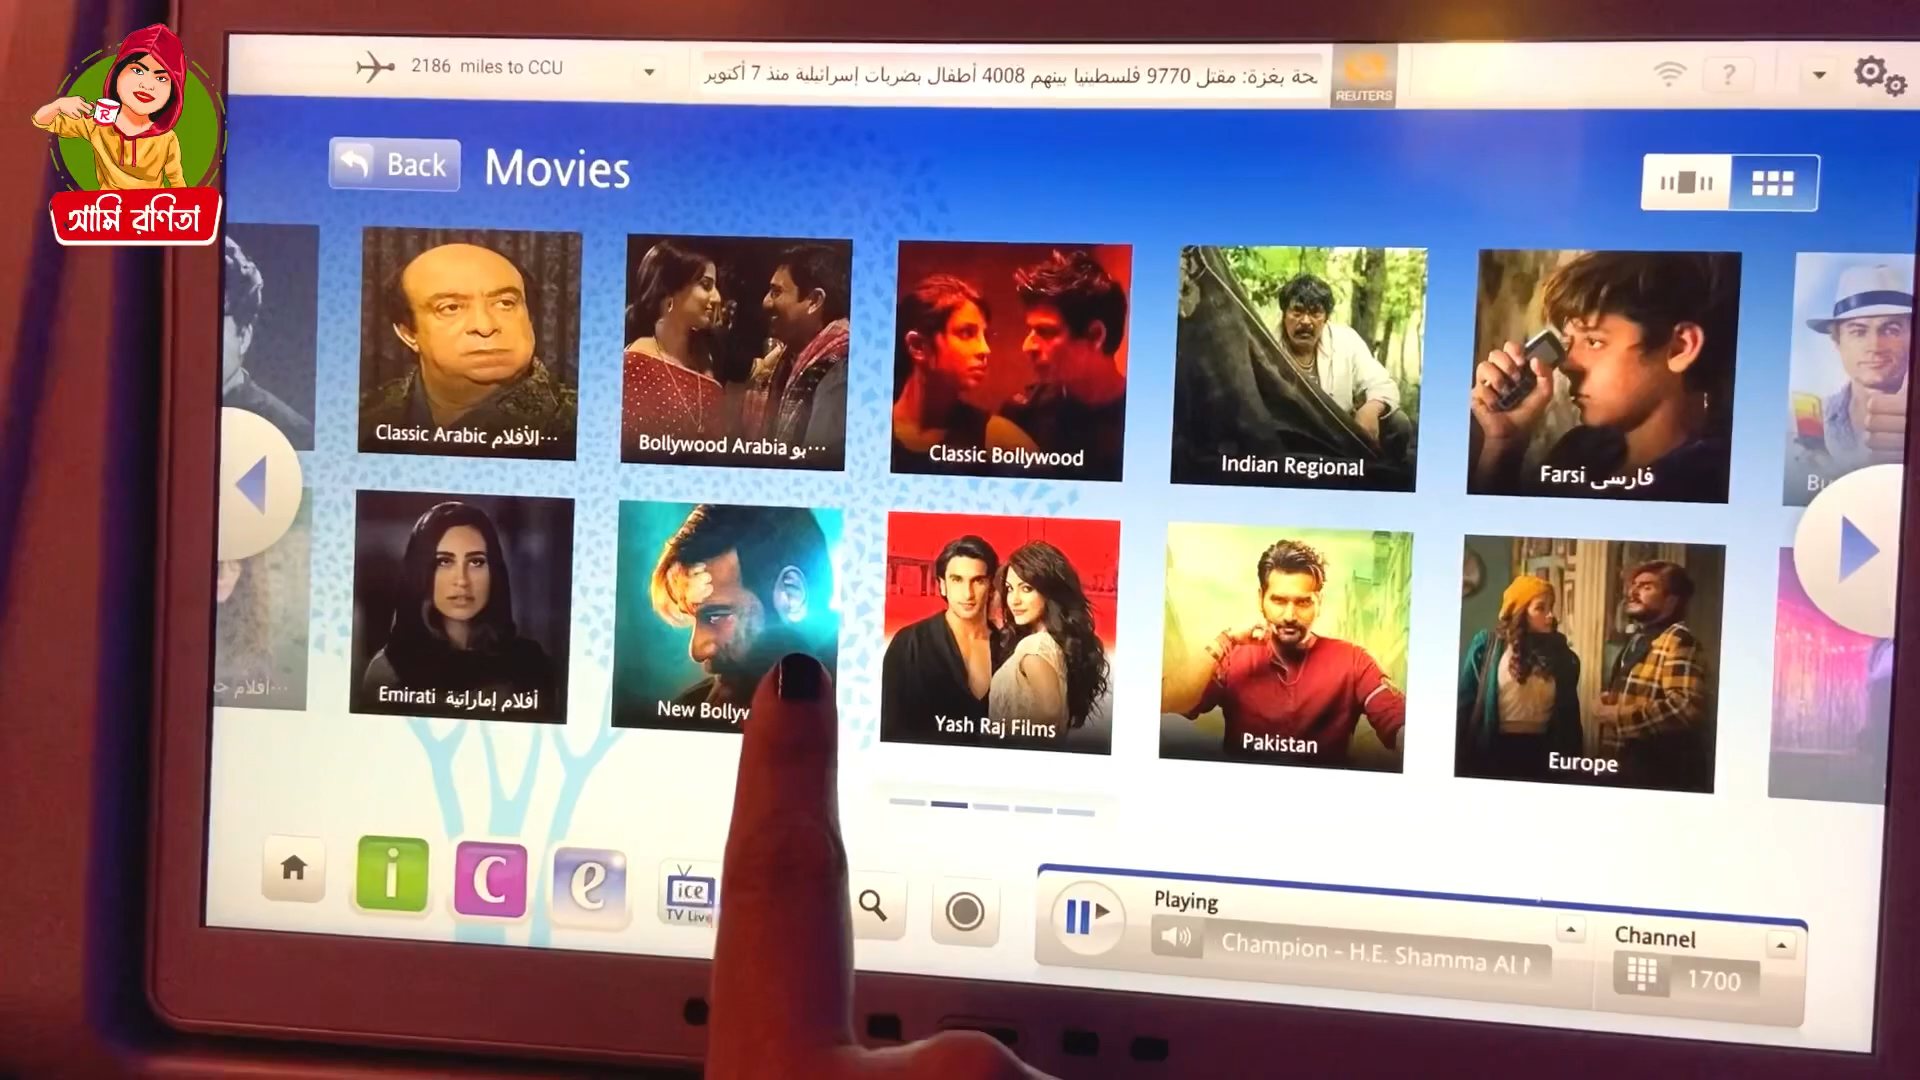 2186 miles to CCU
حة بغزة: مقتل 9770 فلسطينيا بينهم 4008 أطفال بضربات إسرائيلية منذ 7 أكتوبر
REUTERS
?
R
আমি রণিতা
Back
Movies
Classic Arabic الأفلام...
Bollywood Arabia بو...
Classic Bollywood
Indian Regional
Farsi فارسی
Emirati أفلام إماراتية
New Bollyw
Yash Raj Films
Pakistan
Europe
i
c
e
ice
TV Live
Playing
Champion - H.E. Shamma Al
Channel
1700